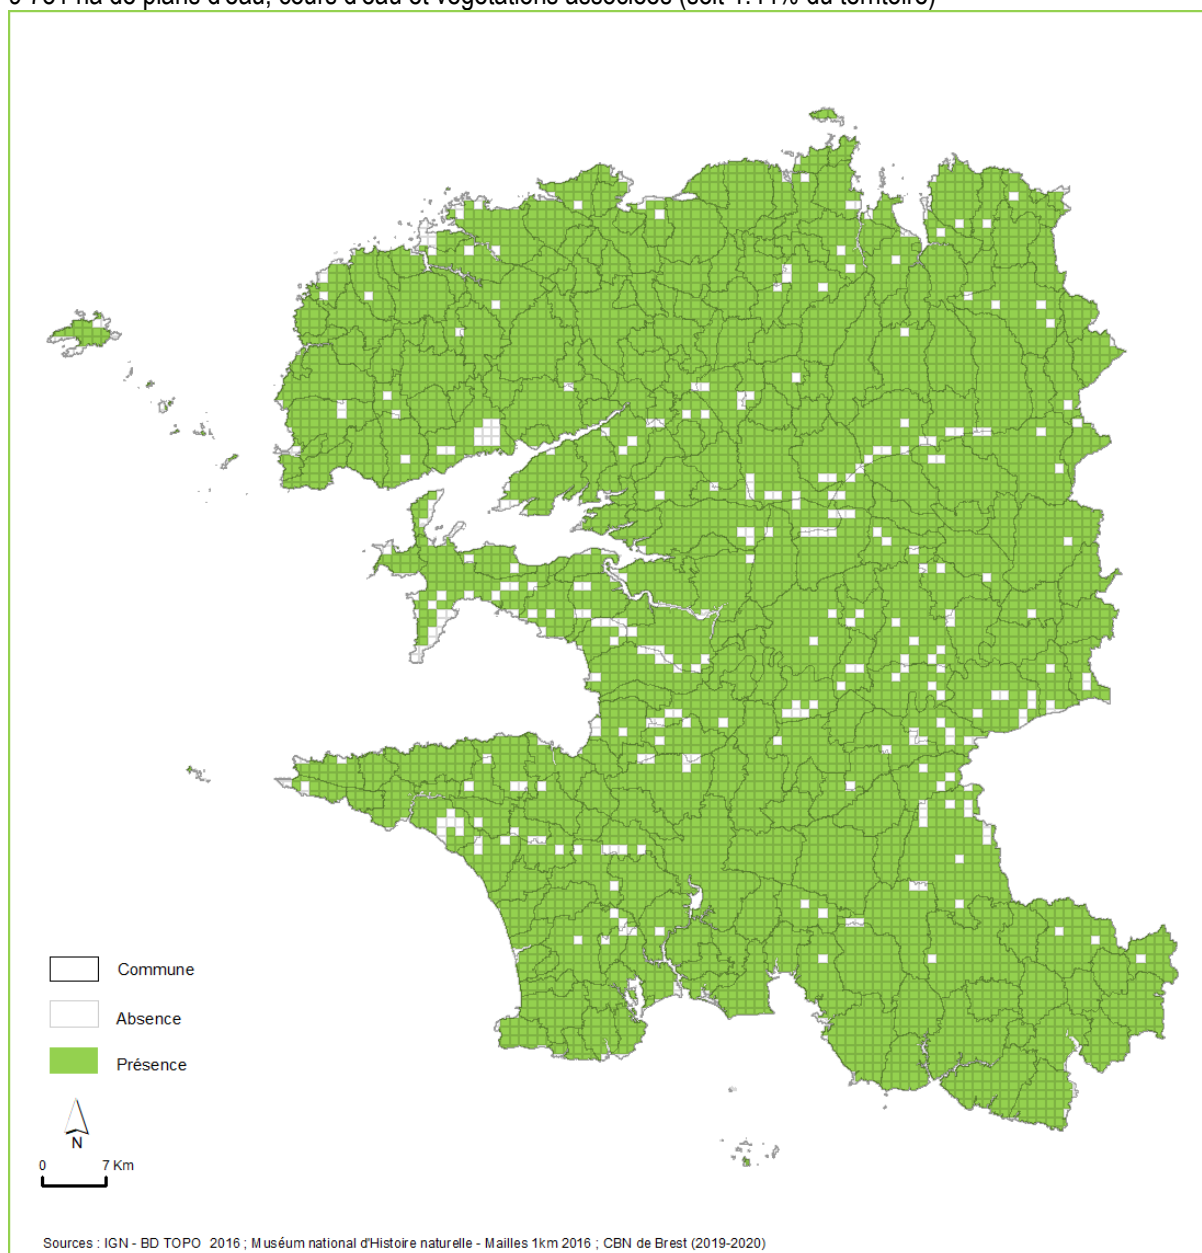 ha de plans d'eau, cours d'eau et végétations associées (soit du territoire)
Commune
Absence
Présence
N
0 7 Km
Sources : IGN - BD TOPO 2016 ; Muséum national d'Histoire naturelle - Mailles 1km 2016 ; CBN de Brest (2019-2020)